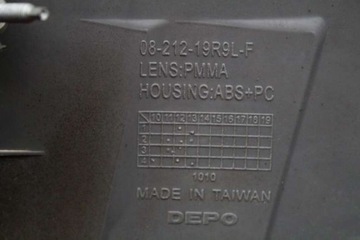 08-212-19R9L-F
LENS:PMMA
HOUSING:ABS+PC
10 11 12 13 14 15 16 17 18 19
1
2
3
4
1010
MADE IN TAIWAN
DEPO